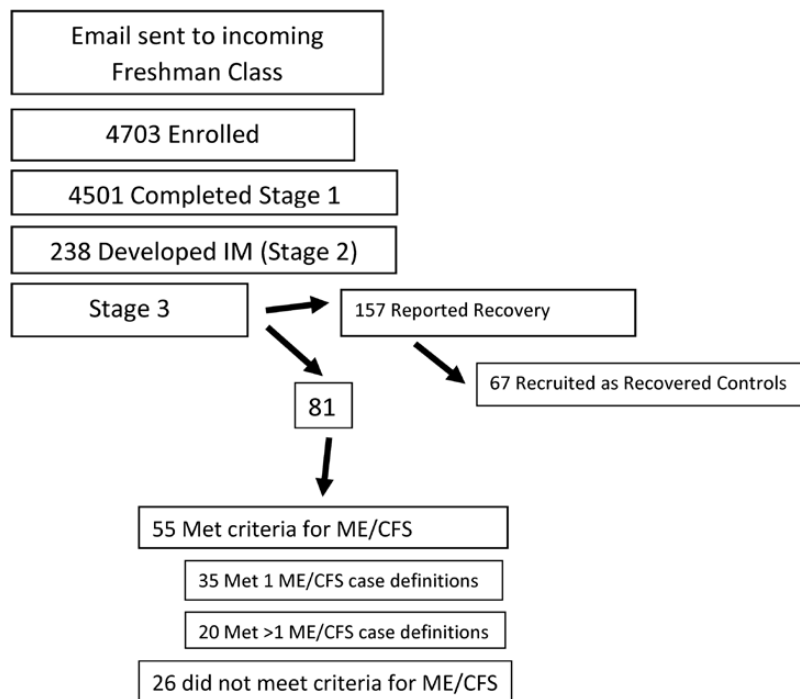 Email sent to incoming
Freshman Class
4703 Enrolled
4501 Completed Stage 1
238 Developed IM (Stage 2)
Stage 3
157 Reported Recovery
67 Recruited as Recovered Controls
81
55 Met criteria for ME/CFS
35 Met 1 ME/CFS case definitions
20 Met >1 ME/CFS case definitions
26 did not meet criteria for ME/CFS